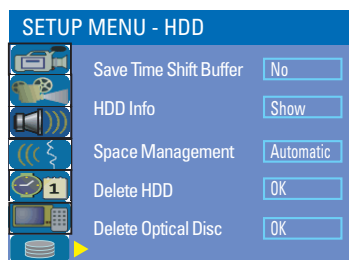 SETUP MENU - HDD
Save Time Shift Buffer No
HDD Info Show
Space Management Automatic
1
Delete HDD OK
Delete Optical Disc OK